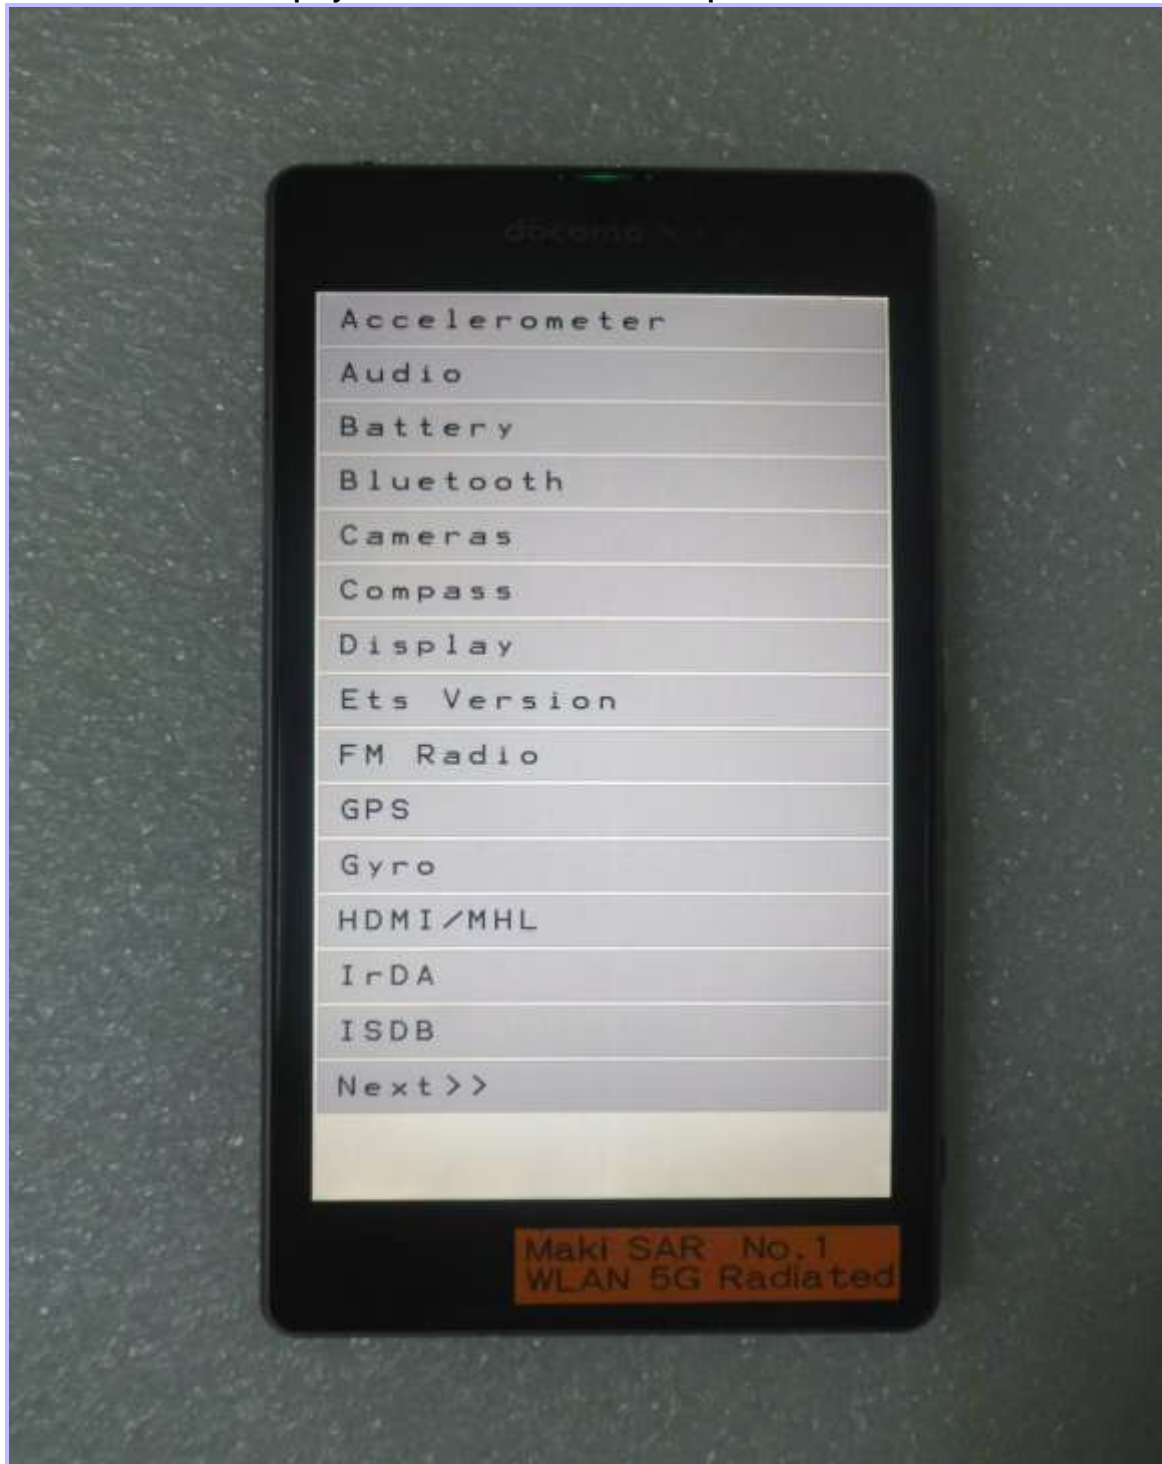 docomo
Accelerometer
Audio
Battery
Bluetooth
Cameras
Compass
Display
Ets Version
FM Radio
GPS
Gyro
HDMI/MHL
IrDA
ISDB
Next>>
Maki SAR No.1
WLAN 5G Radiated